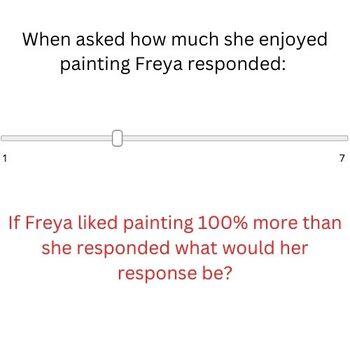 When asked how much she enjoyed
painting Freya responded:
1
7
If Freya liked painting 100% more than
she responded what would her
response be?